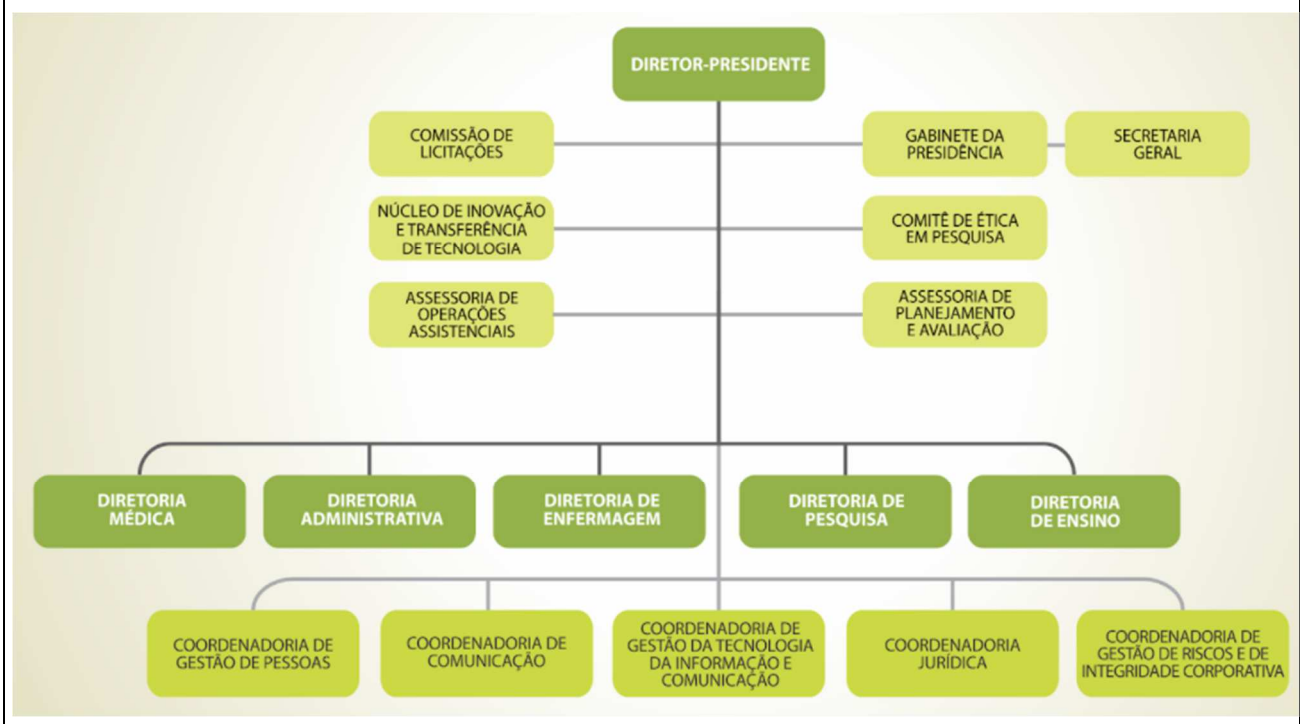 DIRETOR-PRESIDENTE
COMISSÃO DE
LICITAÇÕES
GABINETE DA
PRESIDÊNCIA
SECRETARIA
GERAL
NÚCLEO DE INOVAÇÃO
E TRANSFERÊNCIA
DE TECNOLOGIA
COMITÊ DE ÉTICA
EM PESQUISA
ASSESSORIA DE
OPERAÇÕES
ASSISTENCIAIS
ASSESSORIA DE
PLANEJAMENTO
E AVALIAÇÃO
DIRETORIA
MÉDICA
DIRETORIA
ADMINISTRATIVA
DIRETORIA DE
ENFERMAGEM
DIRETORIA DE
PESQUISA
DIRETORIA
DE ENSINO
COORDENADORIA DE
GESTÃO DE PESSOAS
COORDENADORIA DE
COMUNICAÇÃO
COORDENADORIA DE
GESTÃO DA TECNOLOGIA
DA INFORMAÇÃO E
COMUNICAÇÃO
COORDENADORIA
JURÍDICA
COORDENADORIA DE
GESTÃO DE RISCOS E DE
INTEGRIDADE CORPORATIVA